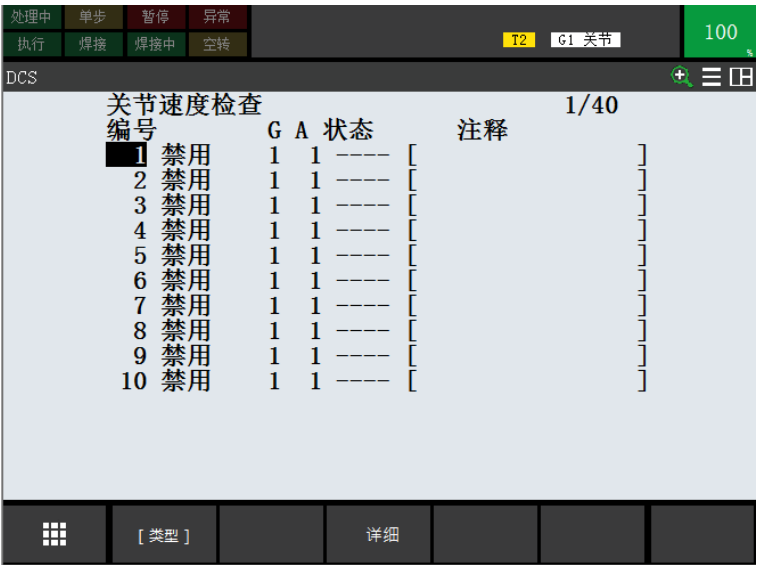 处理中 单步 暂停 异常
执行 焊接 焊接中 空转
T2 G1 关节
100
%
DCS
关节速度检查 1/40
编号 G A 状态 注释
1 禁用 1 1 ---- [ ]
2 禁用 1 1 ---- [ ]
3 禁用 1 1 ---- [ ]
4 禁用 1 1 ---- [ ]
5 禁用 1 1 ---- [ ]
6 禁用 1 1 ---- [ ]
7 禁用 1 1 ---- [ ]
8 禁用 1 1 ---- [ ]
9 禁用 1 1 ---- [ ]
10 禁用 1 1 ---- [ ]
[ 类型 ] 详细